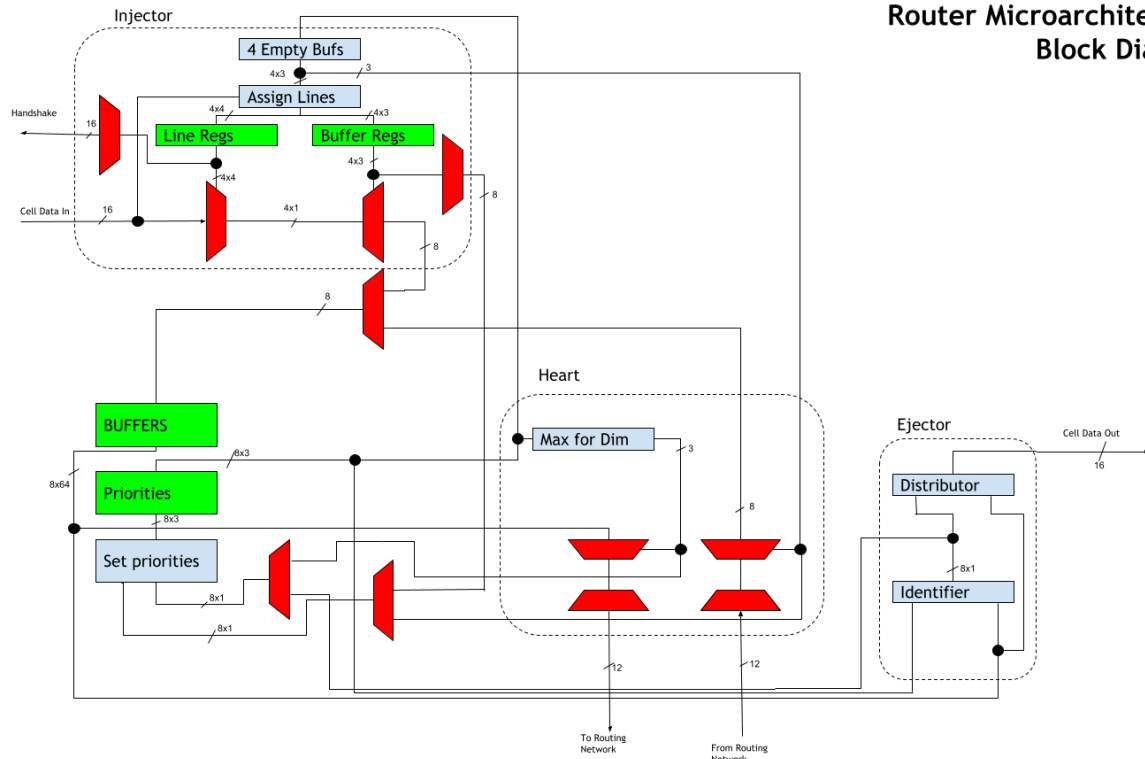 Router Microarchite
Block Dia
Injector
4 Empty Bufs
4x3
3
Assign Lines
Handshake
16
4x4
4x3
Line Regs
Buffer Regs
4x3
4x4
8
Cell Data In
16
4x1
8
8
Heart
BUFFERS
Max for Dim
Ejector
Cell Data Out
16
8x3
3
8x64
Priorities
Distributor
8x3
8
Set priorities
8x1
Identifier
8x1
8x1
12
12
To Routing
Network
From Routing
Network